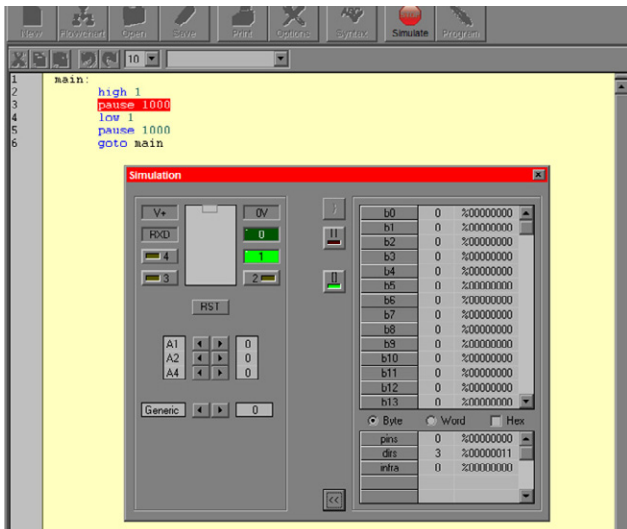 New Flowchart Open Save Print Options Syntax Simulate Program
10
1 main:
2 high 1
3 pause 1000
4 low 1
5 pause 1000
6 goto main
Simulation
V+ 0V
RXD 0
4 1
3 2
RST
A1 0
A2 0
A4 0
Generic 0
b0 0 %00000000
b1 0 %00000000
b2 0 %00000000
b3 0 %00000000
b4 0 %00000000
b5 0 %00000000
b6 0 %00000000
b7 0 %00000000
b8 0 %00000000
b9 0 %00000000
b10 0 %00000000
b11 0 %00000000
b12 0 %00000000
b13 0 %00000000
Byte Word Hex
pins 0 %00000000
dirs 3 %00000011
infra 0 %00000000
<<